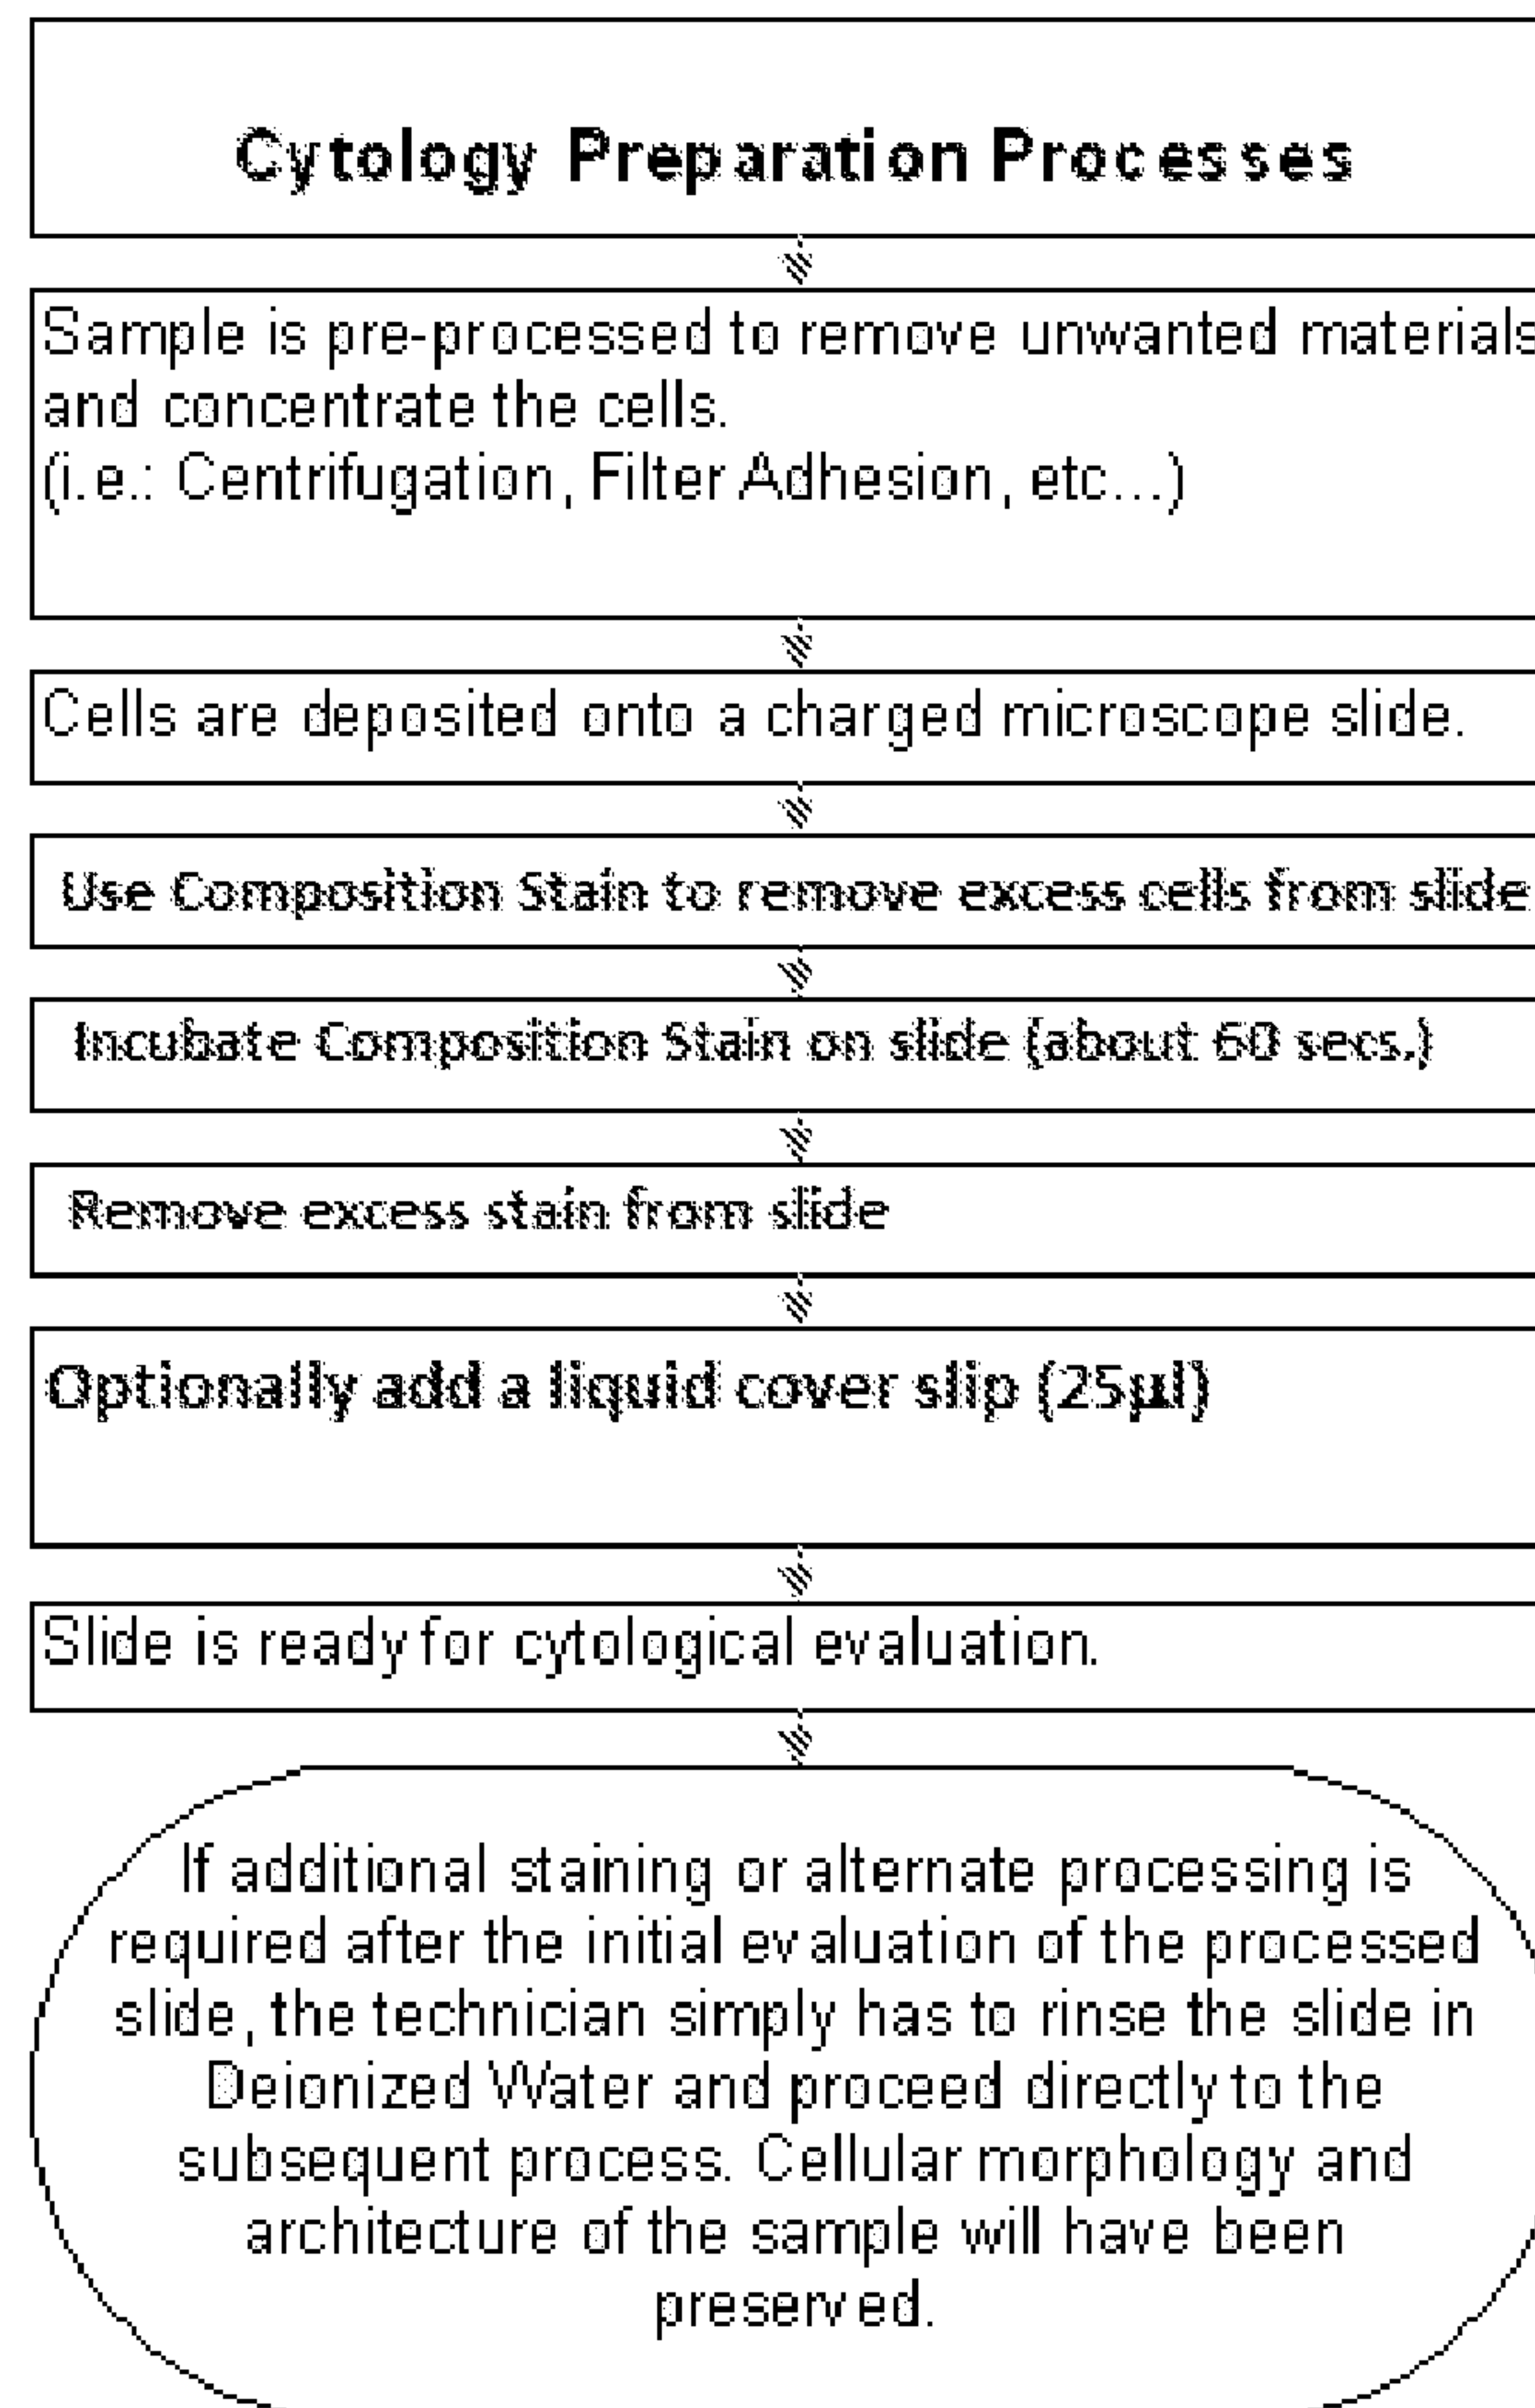 Cytology Preparation Processes
Sample is pre-processed to remove unwanted materials
and concentrate the cells.
(i.e.: Centrifugation, Filter Adhesion, etc...)
Cells are deposited onto a charged microscope slide.
Use Composition Stain to remove excess cells from slide
Incubate Composition Stain on slide (about 60 secs.)
Remove excess stain from slide
Optionally add a liquid cover slip (25µl)
Slide is ready for cytological evaluation.
If additional staining or alternate processing is
required after the initial evaluation of the processed
slide, the technician simply has to rinse the slide in
Deionized Water and proceed directly to the
subsequent process. Cellular morphology and
architecture of the sample will have been
preserved.